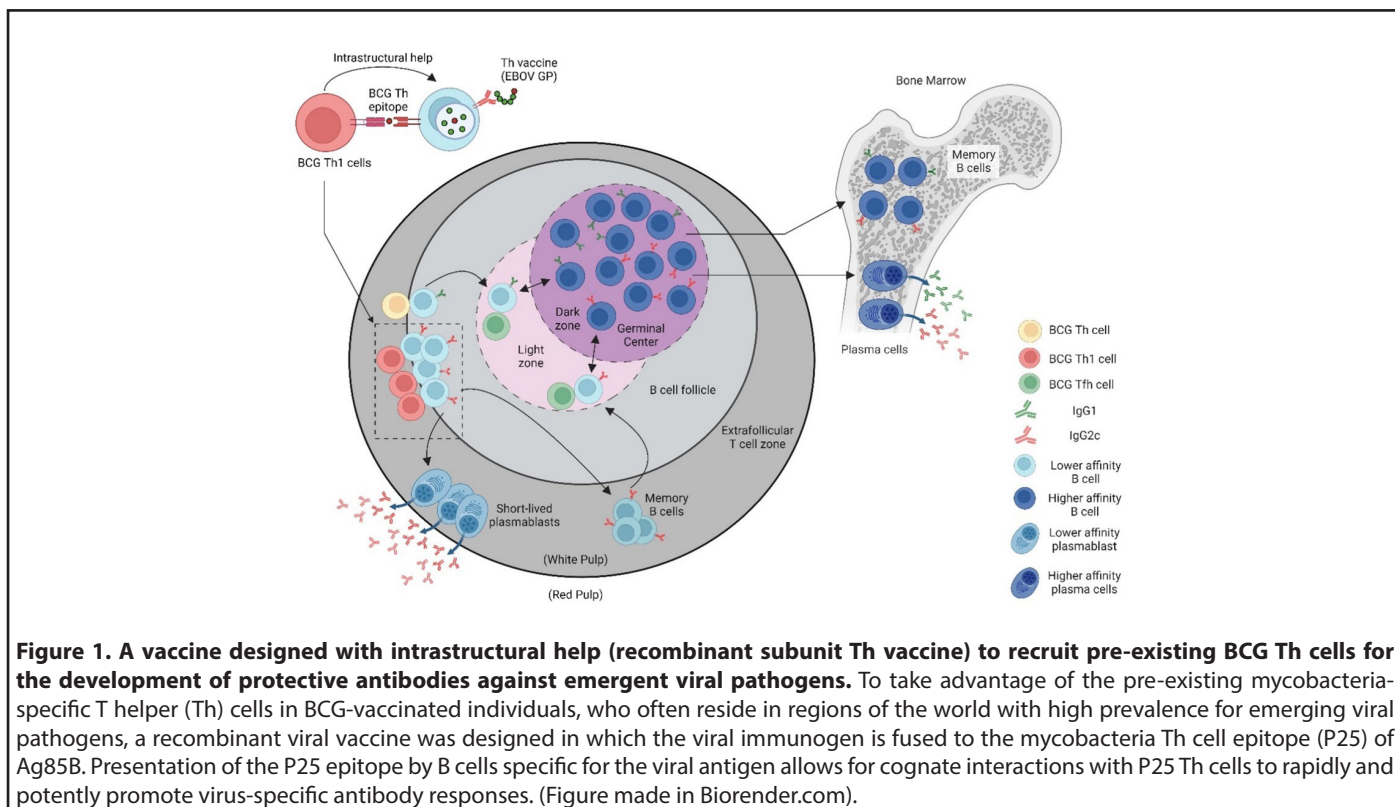 Intrastructural help
Th vaccine
(EBOV GP)
BCG Th
epitope
BCG Th1 cells
Bone Marrow
Memory
B cells
Plasma cells
Dark
zone
Germinal
Center
Light
zone
B cell follicle
Extrafollicular
T cell zone
Short-lived
plasmablasts
Memory
B cells
(White Pulp)
(Red Pulp)
BCG Th cell
BCG Th1 cell
BCG Tfh cell
IgG1
IgG2c
Lower affinity
B cell
Higher affinity
B cell
Lower affinity
plasmablast
Higher affinity
plasma cells
Figure 1. A vaccine designed with intrastructural help (recombinant subunit Th vaccine) to recruit pre-existing BCG Th cells for
the development of protective antibodies against emergent viral pathogens. To take advantage of the pre-existing mycobacteria-
specific T helper (Th) cells in BCG-vaccinated individuals, who often reside in regions of the world with high prevalence for emerging viral
pathogens, a recombinant viral vaccine was designed in which the viral immunogen is fused to the mycobacteria Th cell epitope (P25) of
Ag85B. Presentation of the P25 epitope by B cells specific for the viral antigen allows for cognate interactions with P25 Th cells to rapidly and
potently promote virus-specific antibody responses. (Figure made in Biorender.com).